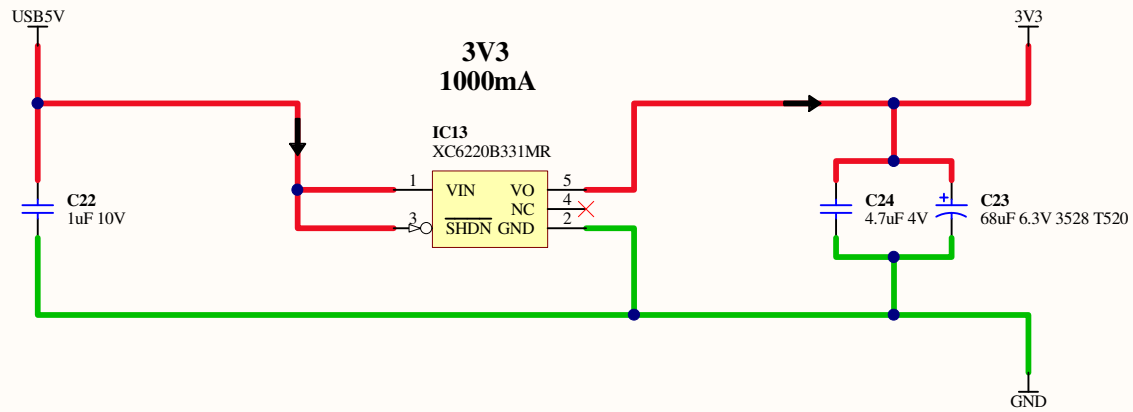 USB5V
3V3
3V3
1000mA
IC13
XC6220B331MR
1
VIN
VO
5
NC
4
3
SHDN
GND
2
C22
1uF 10V
C24
4.7uF 4V
C23
68uF 6.3V 3528 T520
GND